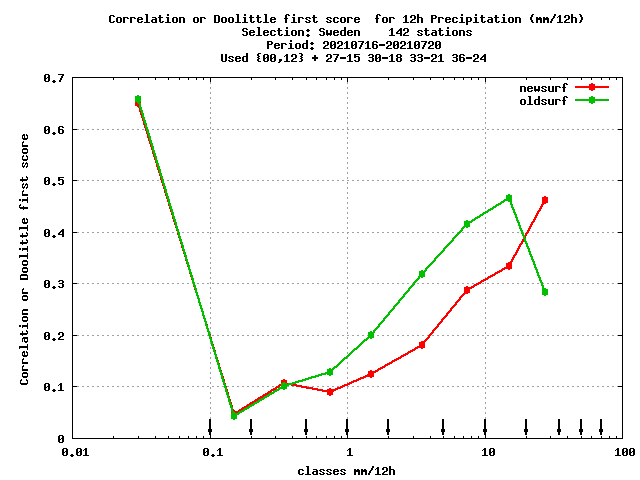 Correlation or Doolittle first score  for 12h Precipitation (mm/12h)
Selection: Sweden    142 stations
Period: 20210716-20210720
Used {00,12} + 27-15 30-18 33-21 36-24
newsurf
oldsurf
Correlation or Doolittle first score
0.7
0.6
0.5
0.4
0.3
0.2
0.1
0
0.01 0.1 1 10 100
classes mm/12h